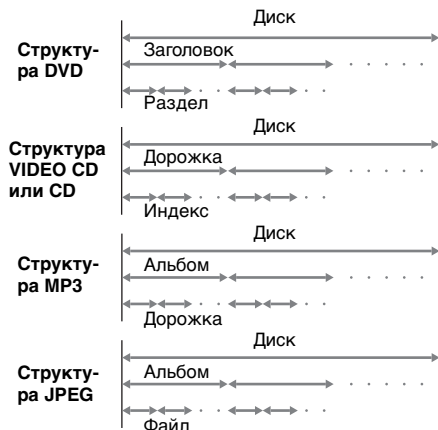 Диск
Структу-
ра DVD
Заголовок
Раздел
Диск
Структура
VIDEO CD
или CD
Дорожка
Индекс
Диск
Структу-
ра MP3
Альбом
Дорожка
Диск
Структу-
ра JPEG
Альбом
Файл